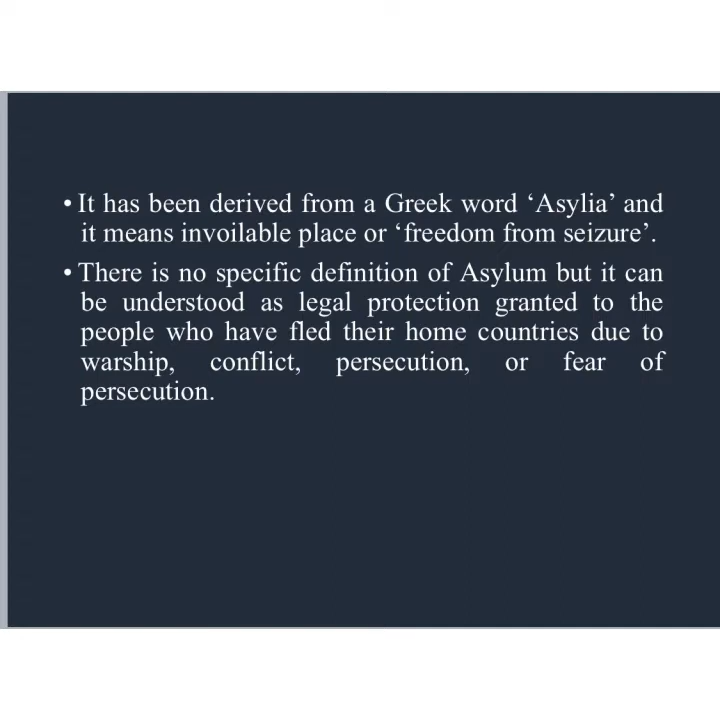 • It has been derived from a Greek word ‘Asylia’ and
it means invoilable place or ‘freedom from seizure’.
• There is no specific definition of Asylum but it can
be understood as legal protection granted to the
people who have fled their home countries due to
warship, conflict, persecution, or fear of
persecution.